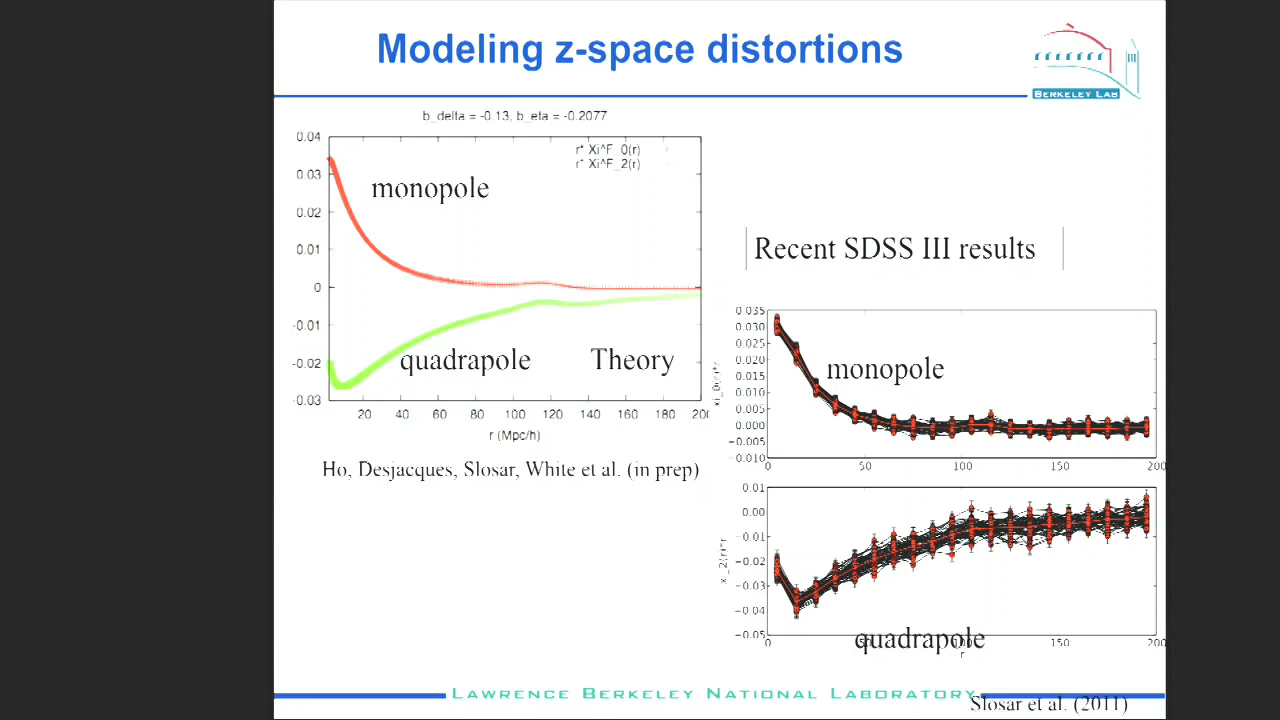 Modeling z-space distortions
BERKELEY LAB
b_delta = -0.13, b_eta = -0.2077
r* Xi^F_0(r)
r* Xi^F_2(r)
0.04
0.03
0.02
0.01
0
-0.01
-0.02
-0.03
monopole
quadrapole
Theory
20 40 60 80 100 120 140 160 180 200
r (Mpc/h)
Ho, Desjacques, Slosar, White et al. (in prep)
Recent SDSS III results
0.035
0.030
0.025
0.020
0.015
0.010
0.005
0.000
−0.005
−0.010
monopole
0 50 100 150 200
0.01
0.00
−0.01
−0.02
−0.03
−0.04
−0.05
0 50 100 150 200
quadrapole
r
LAWRENCE BERKELEY NATIONAL LABORATORY
Slosar et al. (2011)